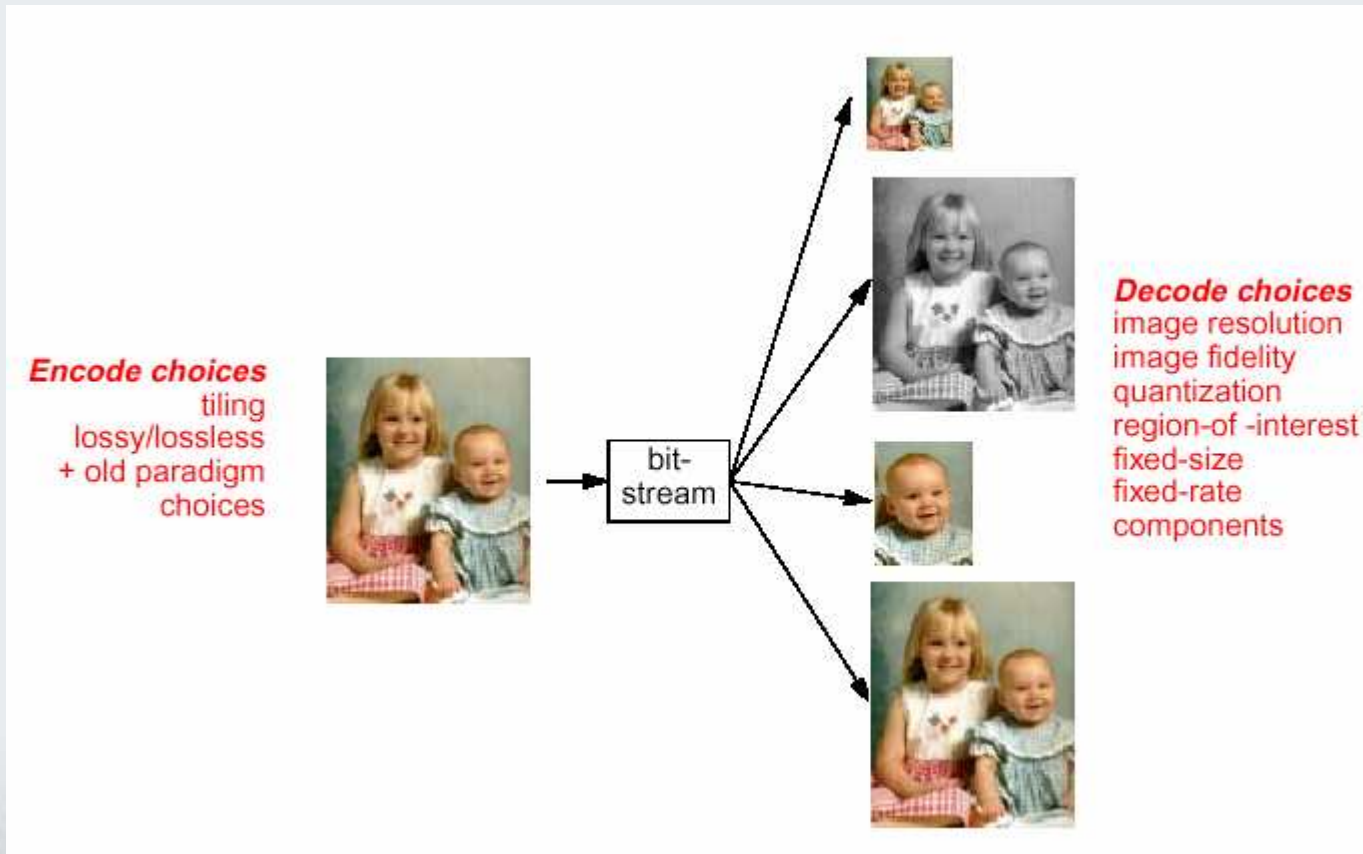 Encode choices
tiling
lossy/lossless
+ old paradigm
choices
bit-
stream
Decode choices
image resolution
image fidelity
quantization
region-of -interest
fixed-size
fixed-rate
components